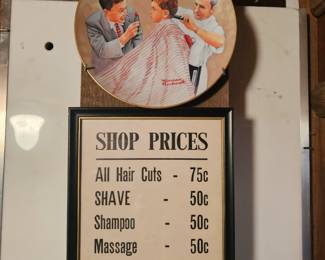 SHOP PRICES
All Hair Cuts - 75c
SHAVE - 50c
Shampoo - 50c
Massage - 50c